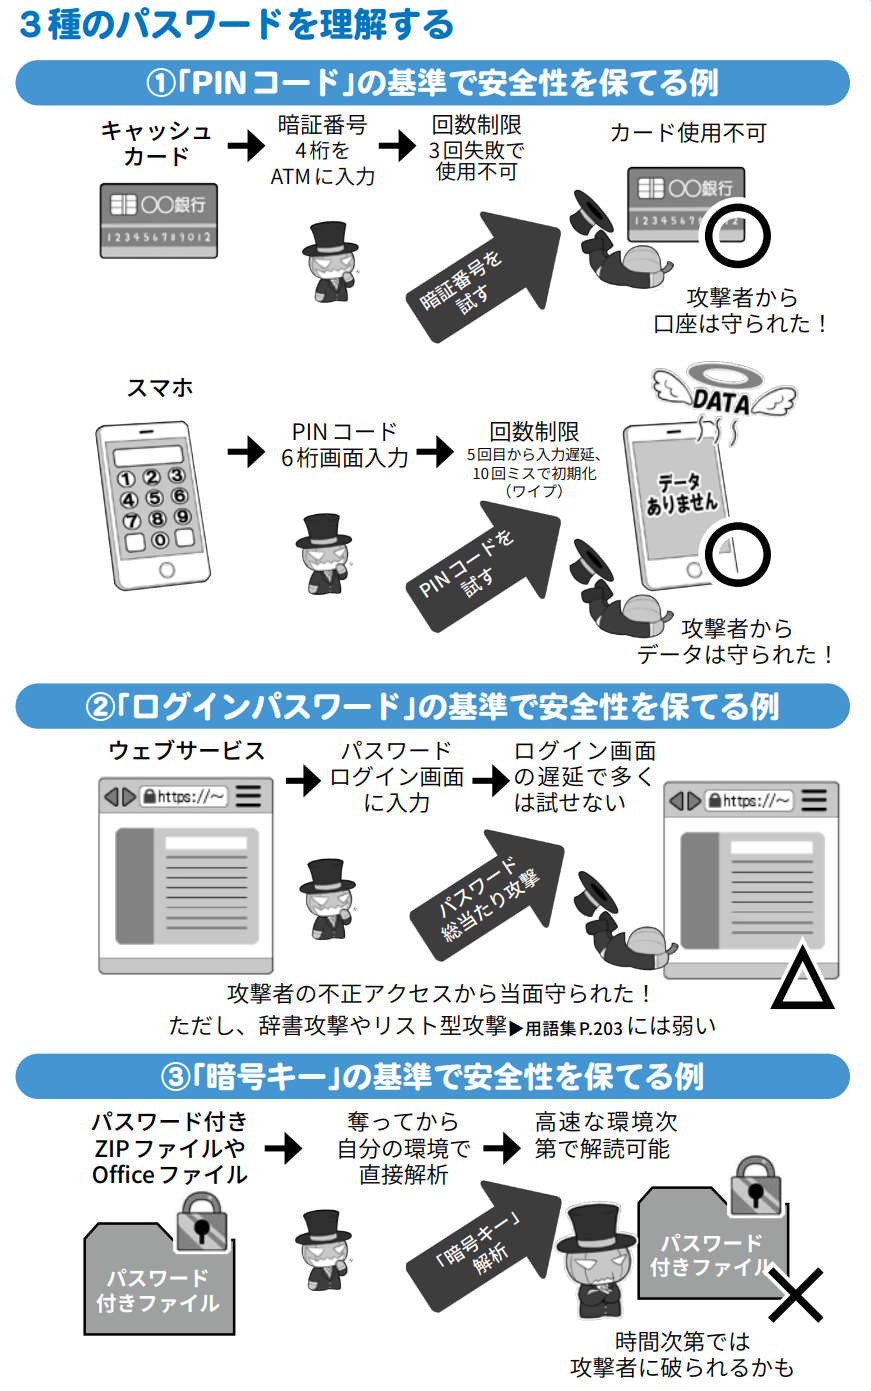 3種のパスワードを理解する
①「PINコード」の基準で安全性を保てる例
キャッシュ
カード
暗証番号
4桁を
ATMに入力
回数制限
3回失敗で
使用不可
カード使用不可
〇〇銀行
123456789012
〇〇銀行
1234567
2
暗証番号を
試す
攻撃者から
口座は守られた！
スマホ
1 2 3
4 5 6
7 8 9
0
PINコード
6桁画面入力
回数制限
5回目から入力遅延、
10回ミスで初期化
（ワイプ）
DATA
データ
ありません
PINコードを
試す
攻撃者から
データは守られた！
②「ログインパスワード」の基準で安全性を保てる例
ウェブサービス
https://〜
パスワード
ログイン画面
に入力
ログイン画面
の遅延で多く
は試せない
https://〜
パスワード
総当たり攻撃
攻撃者の不正アクセスから当面守られた！
ただし、辞書攻撃やリスト型攻撃▶用語集P.203には弱い
③「暗号キー」の基準で安全性を保てる例
パスワード付き
ZIPファイルや
Officeファイル
奪ってから
自分の環境で
直接解析
高速な環境次
第で解読可能
パスワード
付きファイル
「暗号キー」
解析
パスワード
付きファイル
時間次第では
攻撃者に破られるかも